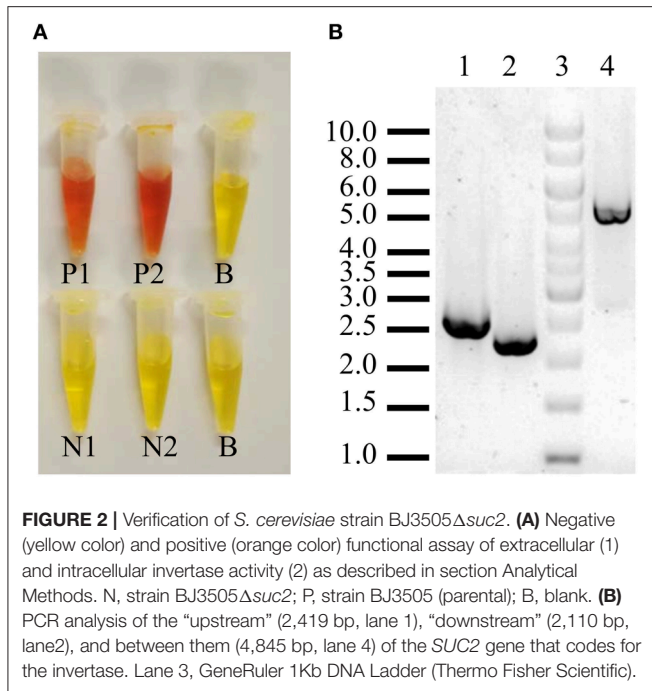 A
P1 P2 B
N1 N2 B
B
1 2 3 4
10.0
8.0
6.0
5.0
4.0
3.5
3.0
2.5
2.0
1.5
1.0
FIGURE 2 | Verification of S. cerevisiae strain BJ3505Δsuc2. (A) Negative
(yellow color) and positive (orange color) functional assay of extracellular (1)
and intracellular invertase activity (2) as described in section Analytical
Methods. N, strain BJ3505Δsuc2; P, strain BJ3505 (parental); B, blank. (B)
PCR analysis of the “upstream” (2,419 bp, lane 1), “downstream” (2,110 bp,
lane2), and between them (4,845 bp, lane 4) of the SUC2 gene that codes for
the invertase. Lane 3, GeneRuler 1Kb DNA Ladder (Thermo Fisher Scientific).